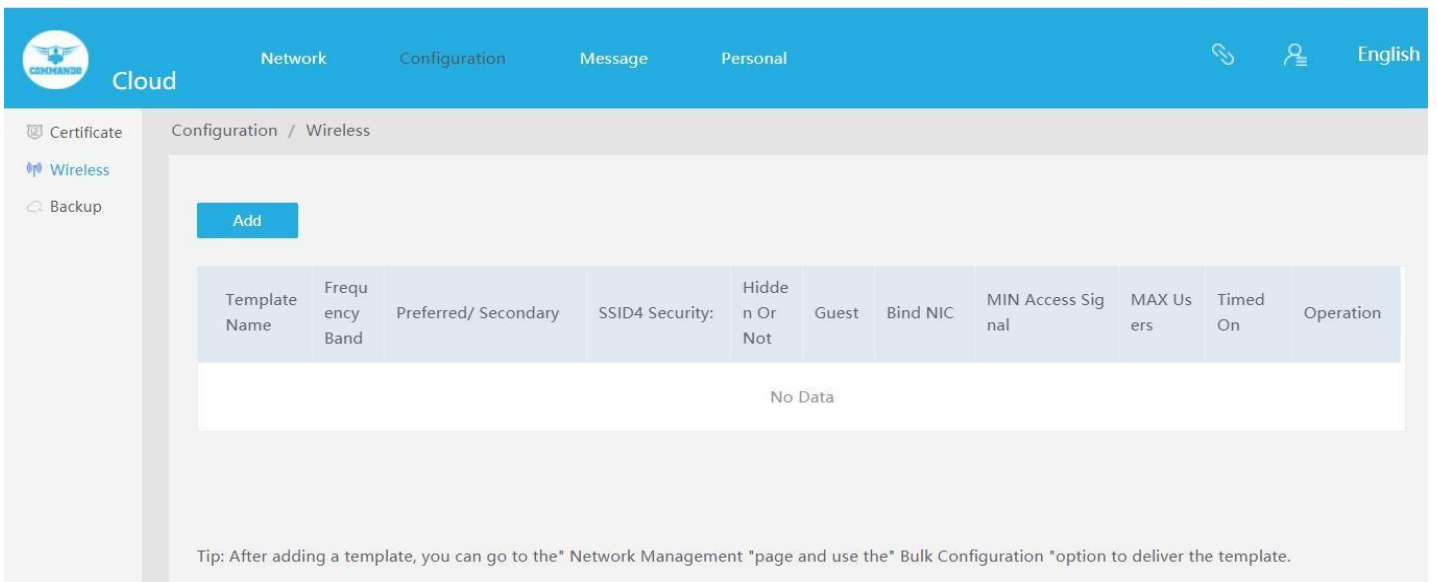 COMMANDO
Cloud
Network
Configuration
Message
Personal
English
Certificate
Wireless
Backup
Configuration / Wireless
Add
Template
Name
Frequ
ency
Band
Preferred/ Secondary
SSID4 Security:
Hidde
n Or
Not
Guest
Bind NIC
MIN Access Sig
nal
MAX Us
ers
Timed
On
Operation
No Data
Tip: After adding a template, you can go to the" Network Management "page and use the" Bulk Configuration "option to deliver the template.